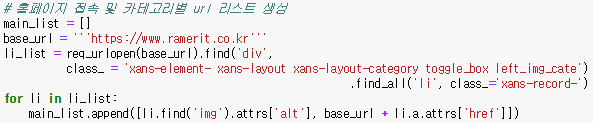 # 홈페이지 접속 및 카테고리별 url 리스트 생성
main_list = []
base_url = '''https://www.ramerit.co.kr'''
li_list = req_urlopen(base_url).find('div',
class_ = 'xans-element- xans-layout xans-layout-category toggle_box left_img_cate')
.find_all('li', class_='xans-record-')
for li in li_list:
main_list.append([li.find('img').attrs['alt'], base_url + li.a.attrs['href']])